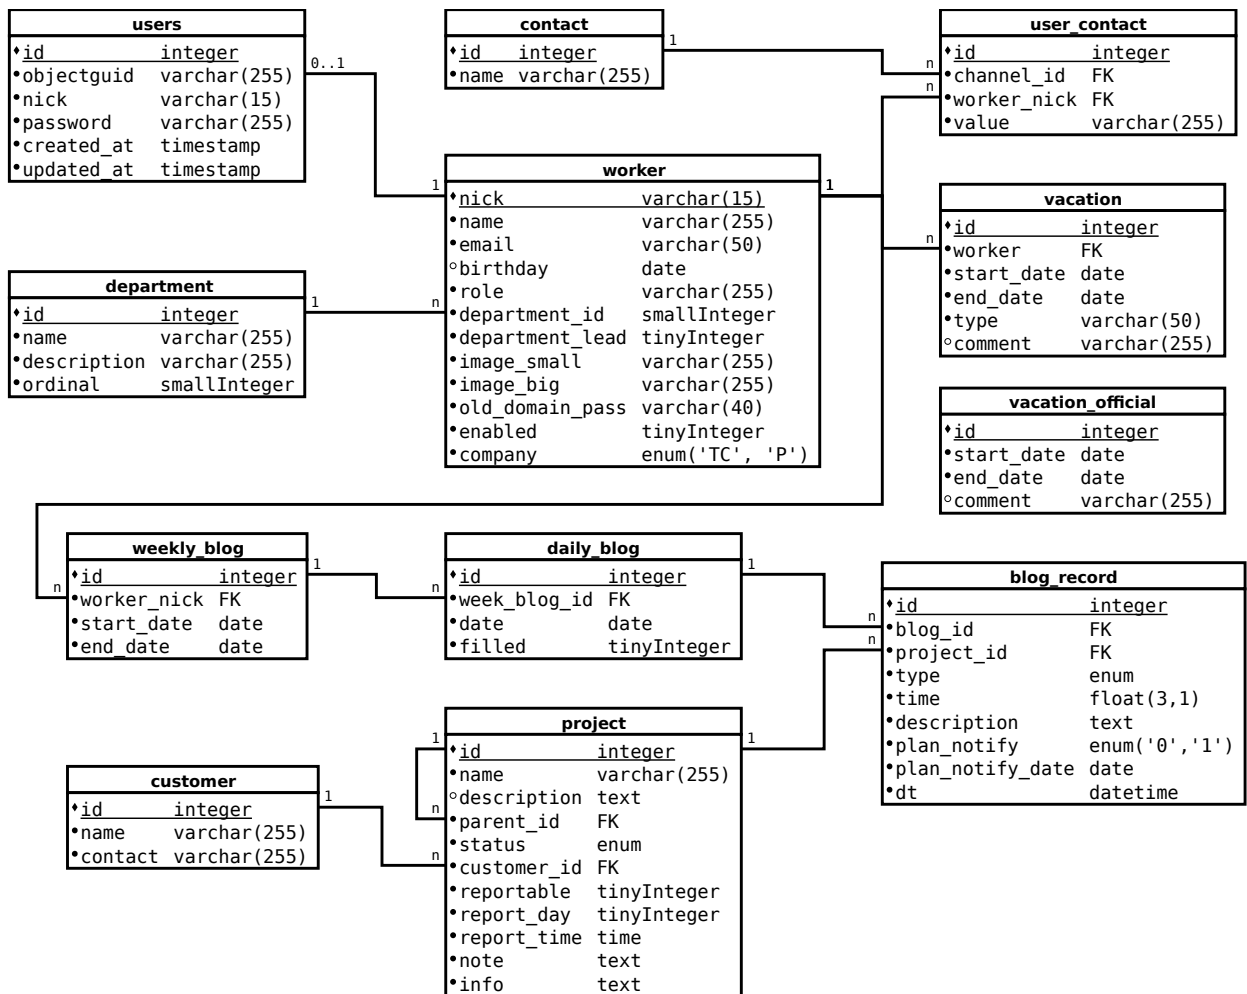 users
id integer
objectguid varchar(255)
nick varchar(15)
password varchar(255)
created_at timestamp
updated_at timestamp
0..1
contact
id integer
name varchar(255)
1
user_contact
id integer
channel_id FK
worker_nick FK
value varchar(255)
n
n
worker
nick varchar(15)
name varchar(255)
email varchar(50)
birthday date
role varchar(255)
department_id smallInteger
department_lead tinyInteger
image_small varchar(255)
image_big varchar(255)
old_domain_pass varchar(40)
enabled tinyInteger
company enum('TC', 'P')
1
1
n
vacation
id integer
worker FK
start_date date
end_date date
type varchar(50)
comment varchar(255)
n
department
id integer
name varchar(255)
description varchar(255)
ordinal smallInteger
1
vacation_official
id integer
start_date date
end_date date
comment varchar(255)
weekly_blog
id integer
worker_nick FK
start_date date
end_date date
n
1
daily_blog
id integer
week_blog_id FK
date date
filled tinyInteger
n
1
blog_record
id integer
blog_id FK
project_id FK
type enum
time float(3,1)
description text
plan_notify enum('0','1')
plan_notify_date date
dt datetime
n
n
customer
id integer
name varchar(255)
contact varchar(255)
1
project
id integer
name varchar(255)
description text
parent_id FK
status enum
customer_id FK
reportable tinyInteger
report_day tinyInteger
report_time time
note text
info text
1
n
n
1